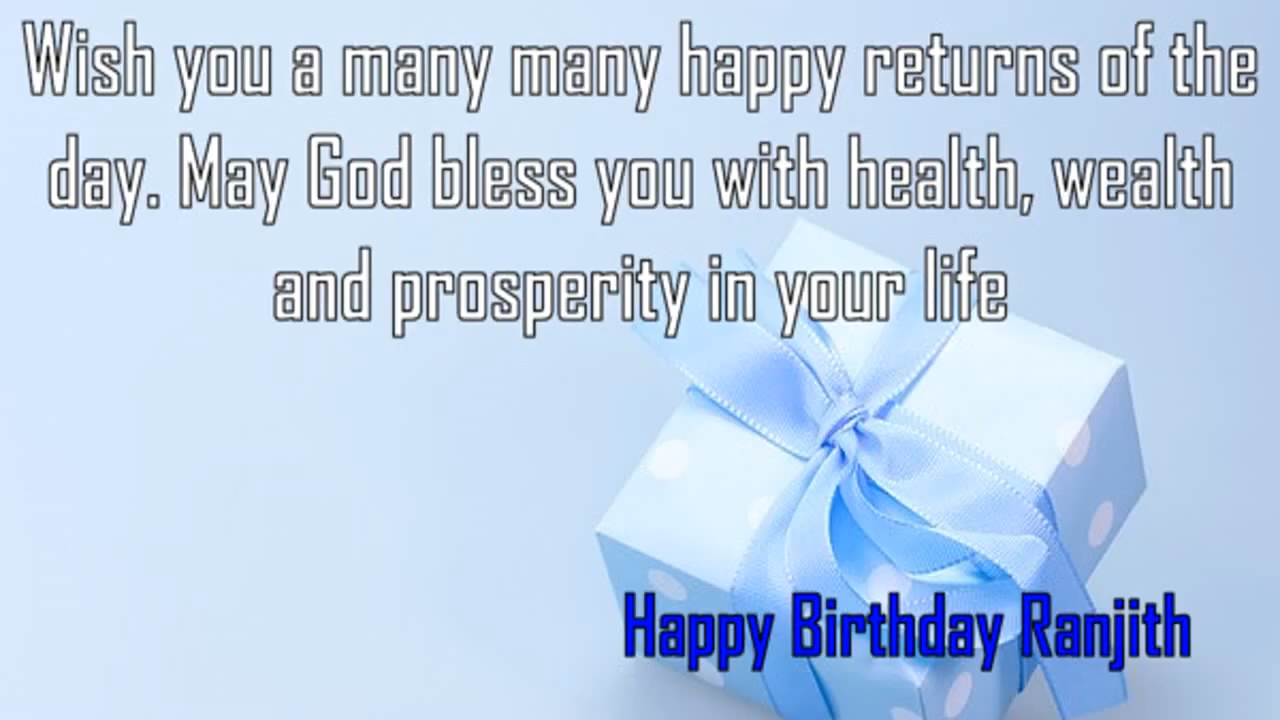 Wish you a many many happy returns of the
day. May God bless you with health, wealth
and prosperity in your life
Happy Birthday Ranjith